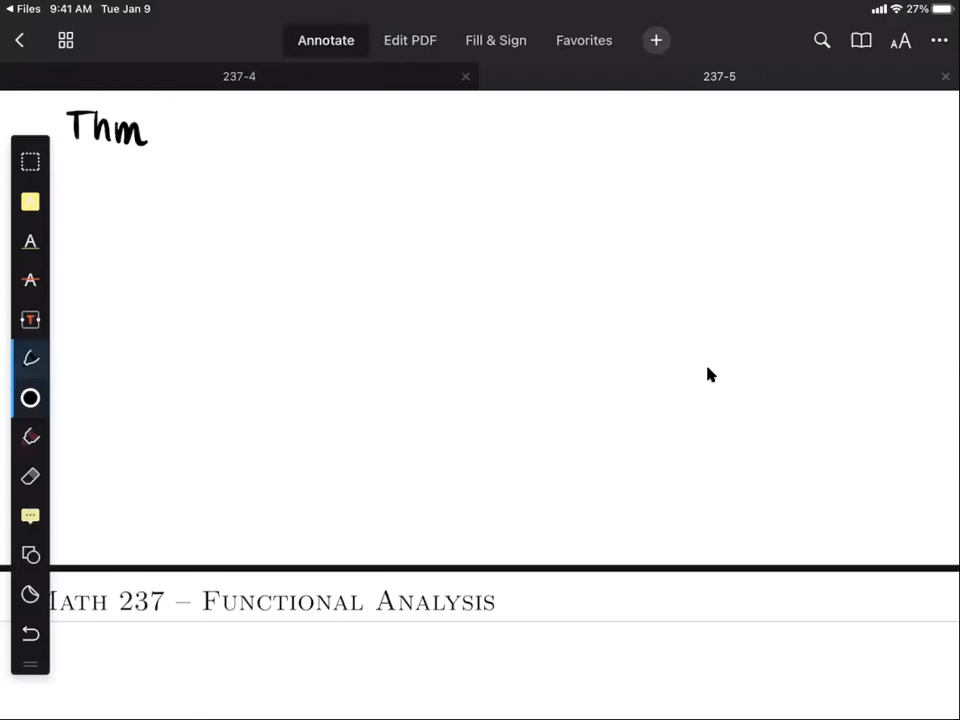 Files 9:41 AM Tue Jan 9 27%
Annotate Edit PDF Fill & Sign Favorites AA
237-4 237-5
Thm
A
A
T
MATH 237 – FUNCTIONAL ANALYSIS